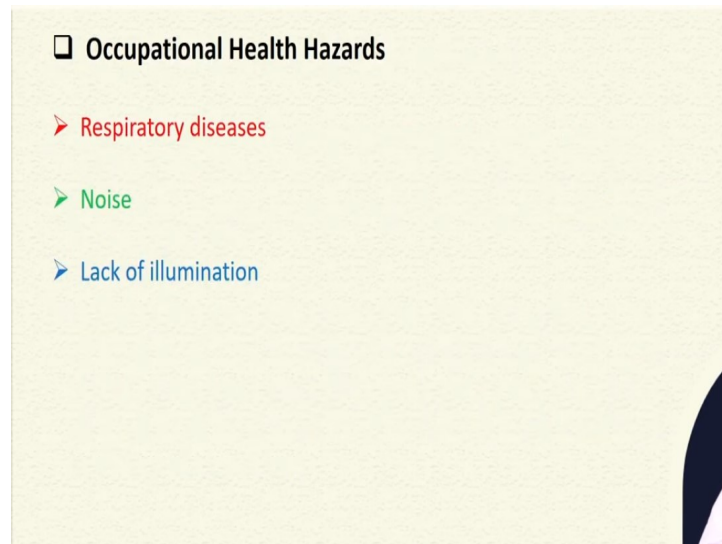 Occupational Health Hazards
Respiratory diseases
Noise
Lack of illumination